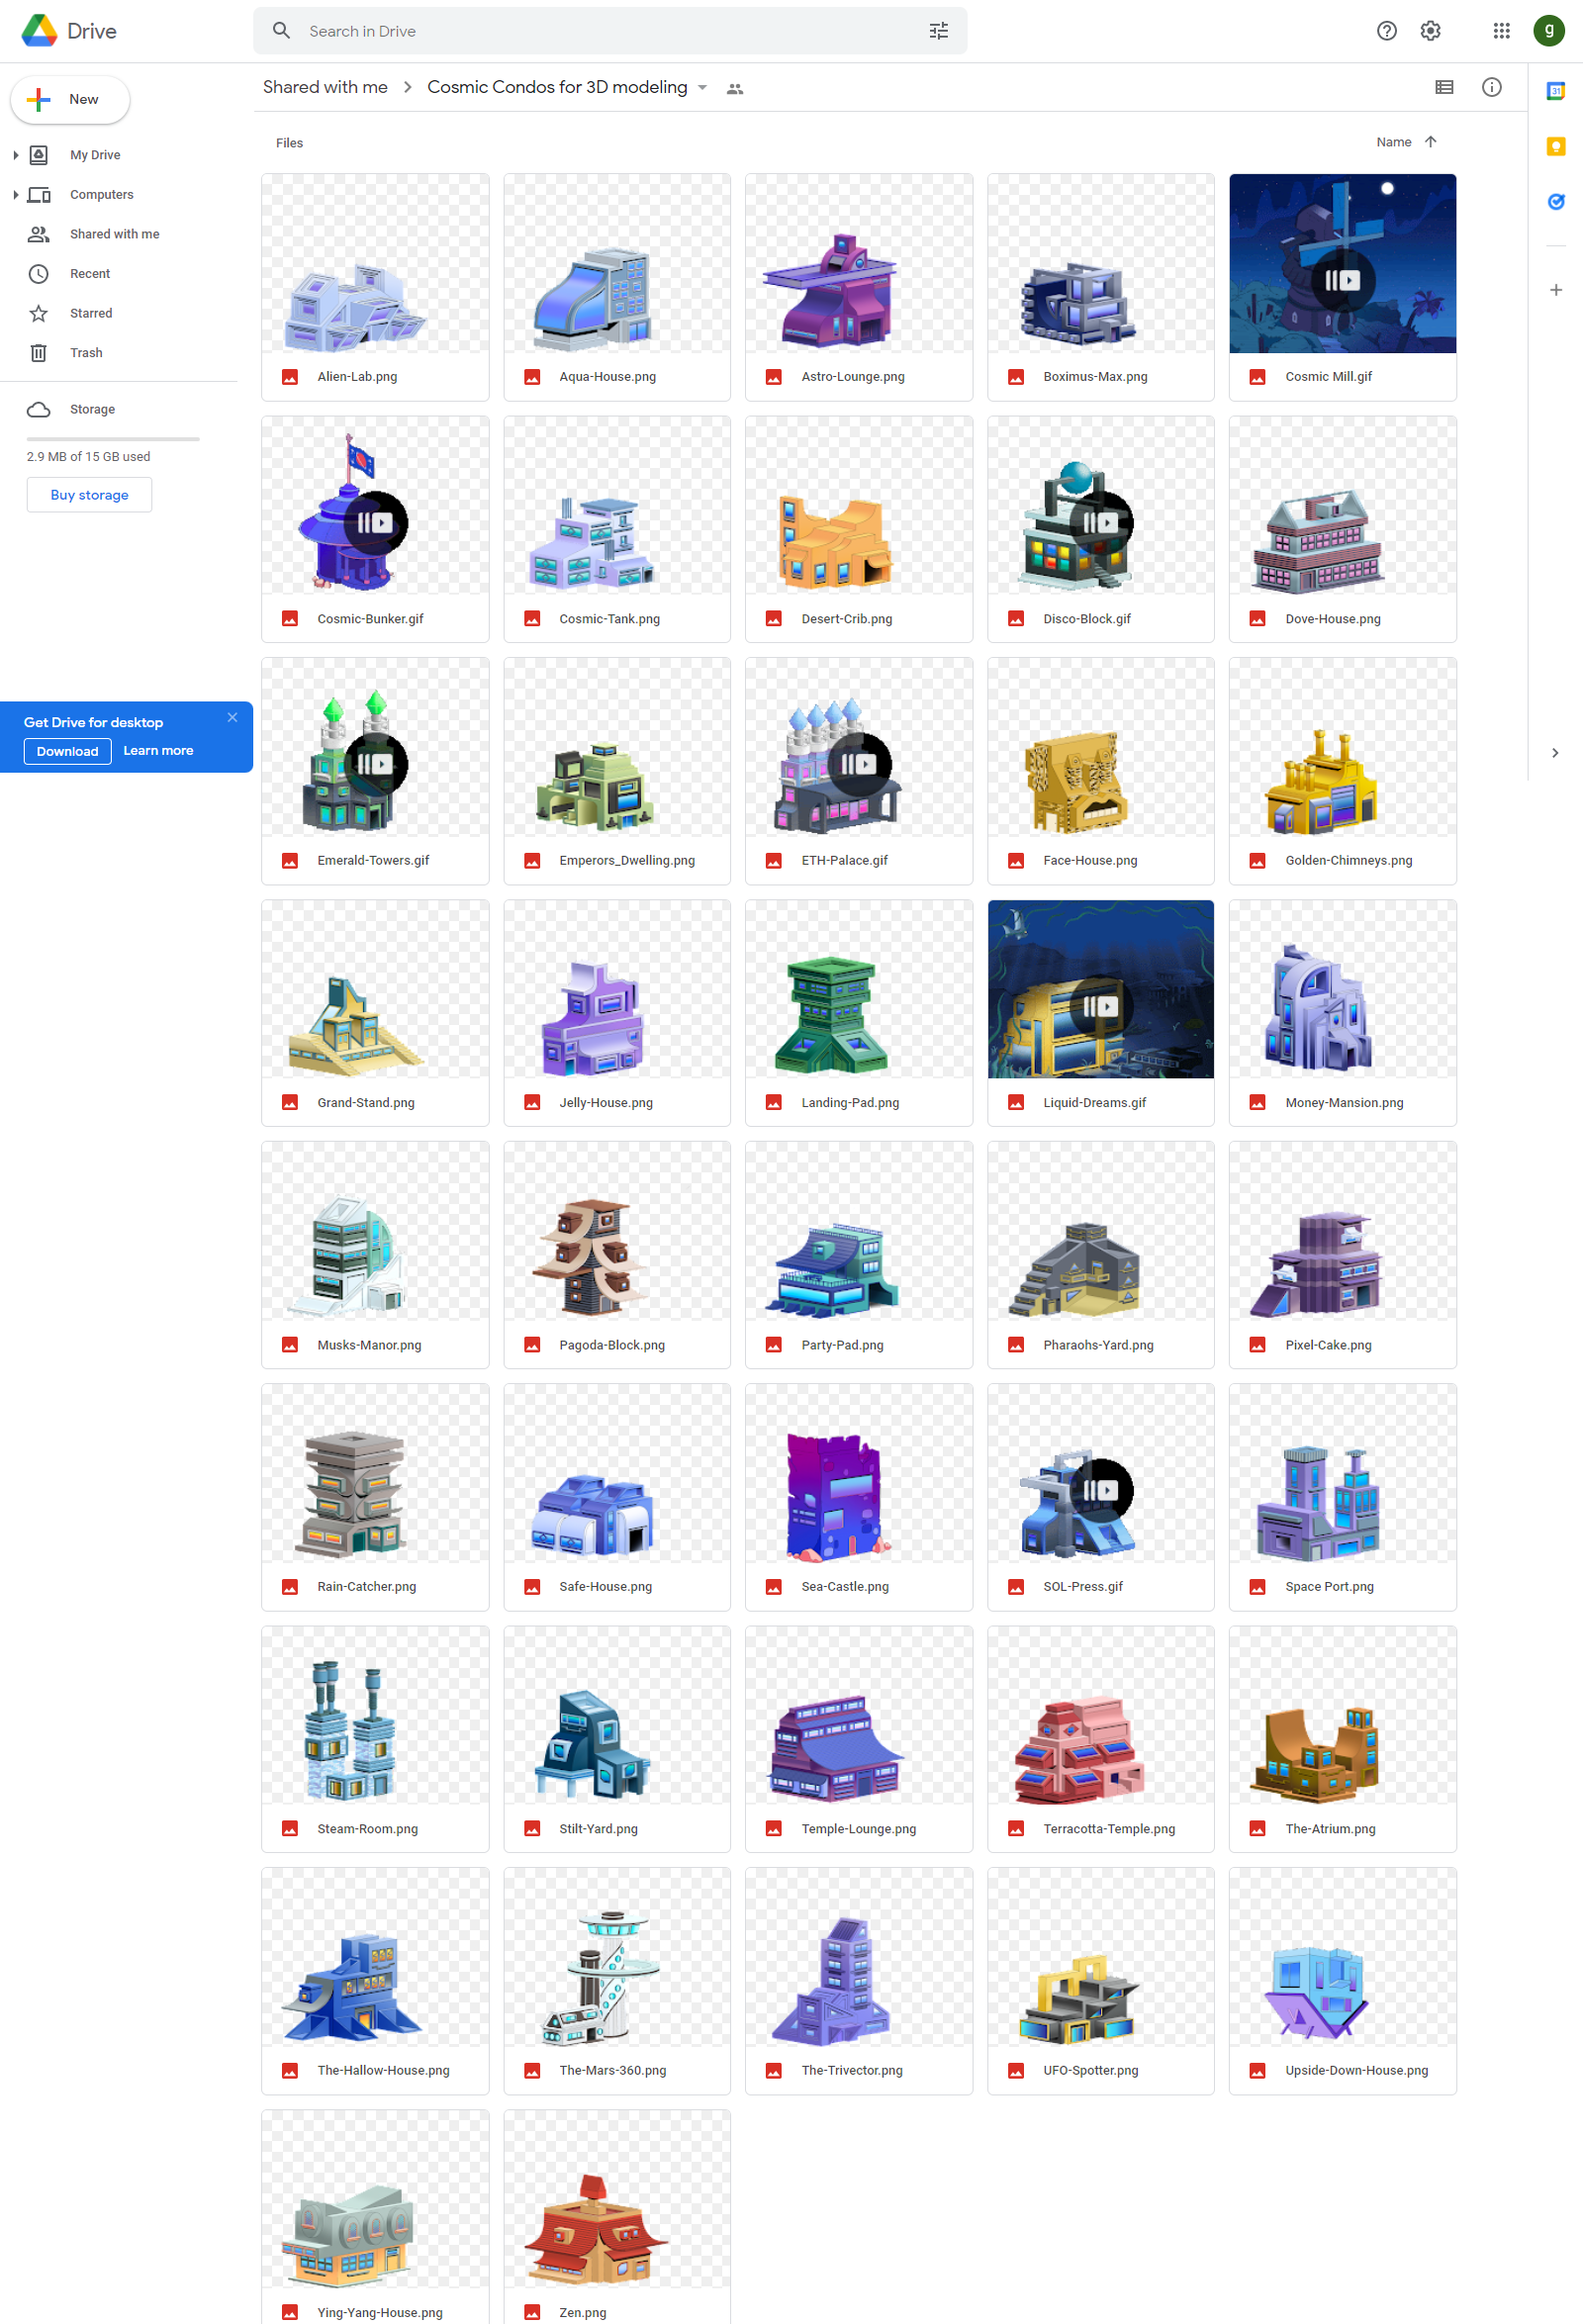 Drive
Search in Drive
g
New
Shared with me > Cosmic Condos for 3D modeling
31
My Drive
Computers
Shared with me
Recent
Starred
Trash
Storage
2.9 MB of 15 GB used
Buy storage
Get Drive for desktop
Download Learn more
Files Name
Alien-Lab.png Aqua-House.png Astro-Lounge.png Boximus-Max.png Cosmic Mill.gif
Cosmic-Bunker.gif Cosmic-Tank.png Desert-Crib.png Disco-Block.gif Dove-House.png
Emerald-Towers.gif Emperors_Dwelling.png ETH-Palace.gif Face-House.png Golden-Chimneys.png
Grand-Stand.png Jelly-House.png Landing-Pad.png Liquid-Dreams.gif Money-Mansion.png
Musks-Manor.png Pagoda-Block.png Party-Pad.png Pharaohs-Yard.png Pixel-Cake.png
Rain-Catcher.png Safe-House.png Sea-Castle.png SOL-Press.gif Space Port.png
Steam-Room.png Stilt-Yard.png Temple-Lounge.png Terracotta-Temple.png The-Atrium.png
The-Hallow-House.png The-Mars-360.png The-Trivector.png UFO-Spotter.png Upside-Down-House.png
Ying-Yang-House.png Zen.png